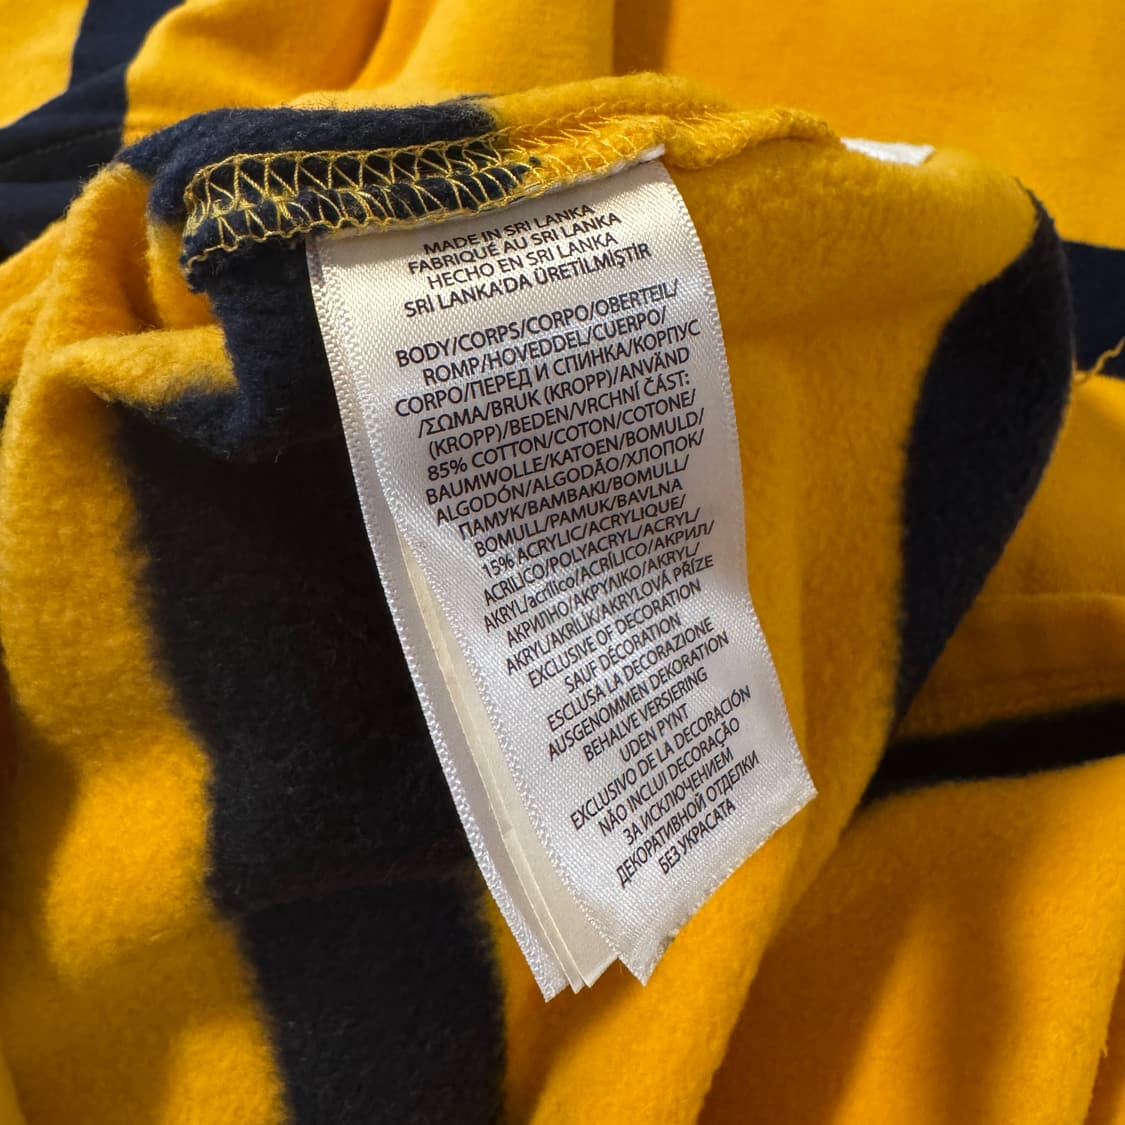 MADE IN SRI LANKA
FABRIQUÉ AU SRI LANKA
HECHO EN SRI LANKA
SRİ LANKA'DA ÜRETILMIŞTIR
BODY/CORPS/CORPO/OBERTEIL/
ROMP/HOVEDDEL/CUERPO/
CORPO/ПЕРЕД И СПИНКА/КОРПУС
/ΣΩΜΑ/BRUK (KROPP)/ANVÄND
(KROPP)/BEDEN/VRCHNÍ ČÁST:
85% COTTON/COTON/COTONE/
BAUMWOLLE/KATOEN/BOMULD/
ALGODÓN/ALGODÃO/ХЛОПОК/
ПАМУК/ΒΑΜΒΑΚΙ/BOMULL/
BOMULL/PAMUK/BAVLNA
15% ACRYLIC/ACRYLIQUE/
ACRILICO/POLYACRYL/ACRYL/
AKRYL/acrílico/ACRÍLICO/АКРИЛ/
АКРИЛНО/ΑΚΡΥΛΙΚΟ/AKRYL/
AKRYL/AKRİLİK/AKRYLOVÁ PŘÍZE
EXCLUSIVE OF DECORATION
SAUF DÉCORATION
ESCLUSA LA DECORAZIONE
AUSGENOMMEN DEKORATION
BEHALVE VERSIERING
UDEN PYNT
EXCLUSIVO DE LA DECORACIÓN
NÃO INCLUI DECORAÇÃO
ЗА ИСКЛЮЧЕНИЕМ
ДЕКОРАТИВНОЙ ОТДЕЛКИ
БЕЗ УКРАСАТА